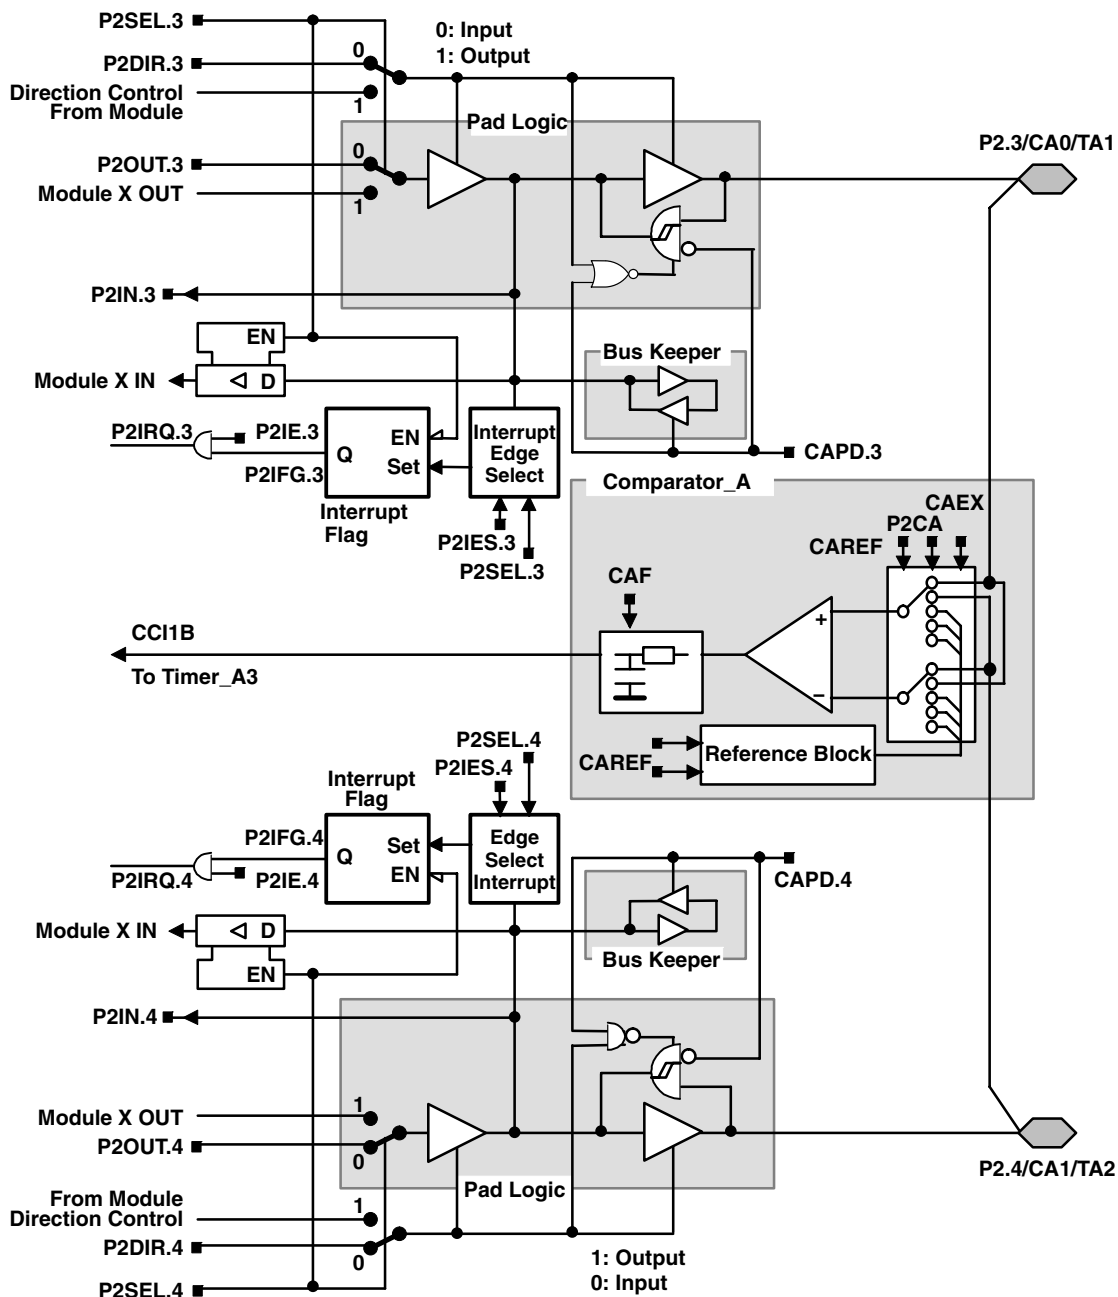 P2SEL.3
0: Input
1: Output
P2DIR.3
0
Direction Control
From Module
1
Pad Logic
P2.3/CA0/TA1
P2OUT.3
0
Module X OUT
1
P2IN.3
EN
Bus Keeper
Module X IN
D
P2IRQ.3
P2IE.3
P2IFG.3
Q
EN
Set
Interrupt
Edge
Select
CAPD.3
Interrupt
Flag
P2IES.3
P2SEL.3
Comparator_A
CAEX
P2CA
CAREF
CAF
CCI1B
To Timer_A3
+
−
Reference Block
CAREF
P2SEL.4
P2IES.4
Interrupt
Flag
P2IFG.4
P2IRQ.4
P2IE.4
Q
Set
EN
Edge
Select
Interrupt
CAPD.4
Module X IN
D
EN
Bus Keeper
P2IN.4
Module X OUT
1
P2OUT.4
0
P2.4/CA1/TA2
Pad Logic
From Module
Direction Control
1
P2DIR.4
0
1: Output
0: Input
P2SEL.4